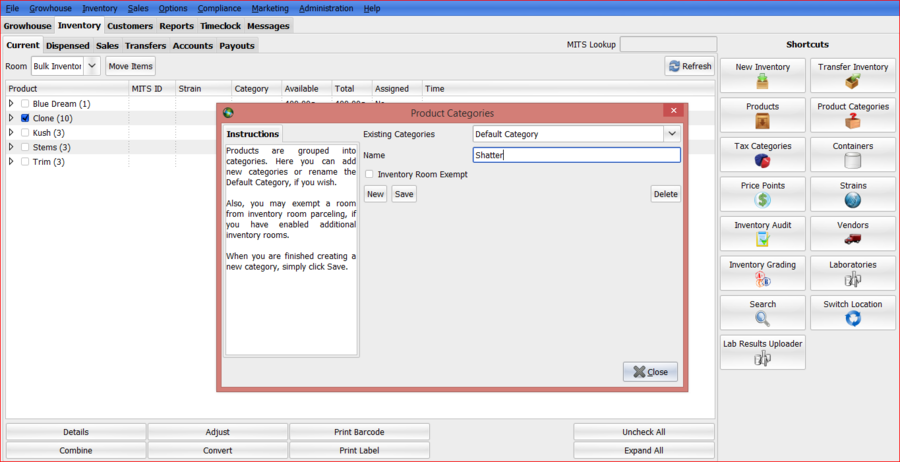 File Growhouse Inventory Sales Options Compliance Marketing Administration Help
Growhouse Inventory Customers Reports Timeclock Messages
Current Dispensed Sales Transfers Accounts Payouts
MITS Lookup
Room Bulk Inventor Move Items
Refresh
Product MITS ID Strain Category Available Total Assigned Time
Blue Dream (1)
Clone (10)
Kush (3)
Stems (3)
Trim (3)
Product Categories
Instructions
Products are grouped into
categories. Here you can add
new categories or rename the
Default Category, if you wish.
Also, you may exempt a room
from inventory room parceling, if
you have enabled additional
inventory rooms.
When you are finished creating a
new category, simply click Save.
Existing Categories Default Category
Name Shatter
Inventory Room Exempt
New Save Delete
Close
Shortcuts
New Inventory Transfer Inventory
Products Product Categories
Tax Categories Containers
Price Points Strains
Inventory Audit Vendors
Inventory Grading Laboratories
Search Switch Location
Lab Results Uploader
Details Adjust Print Barcode Uncheck All
Combine Convert Print Label Expand All